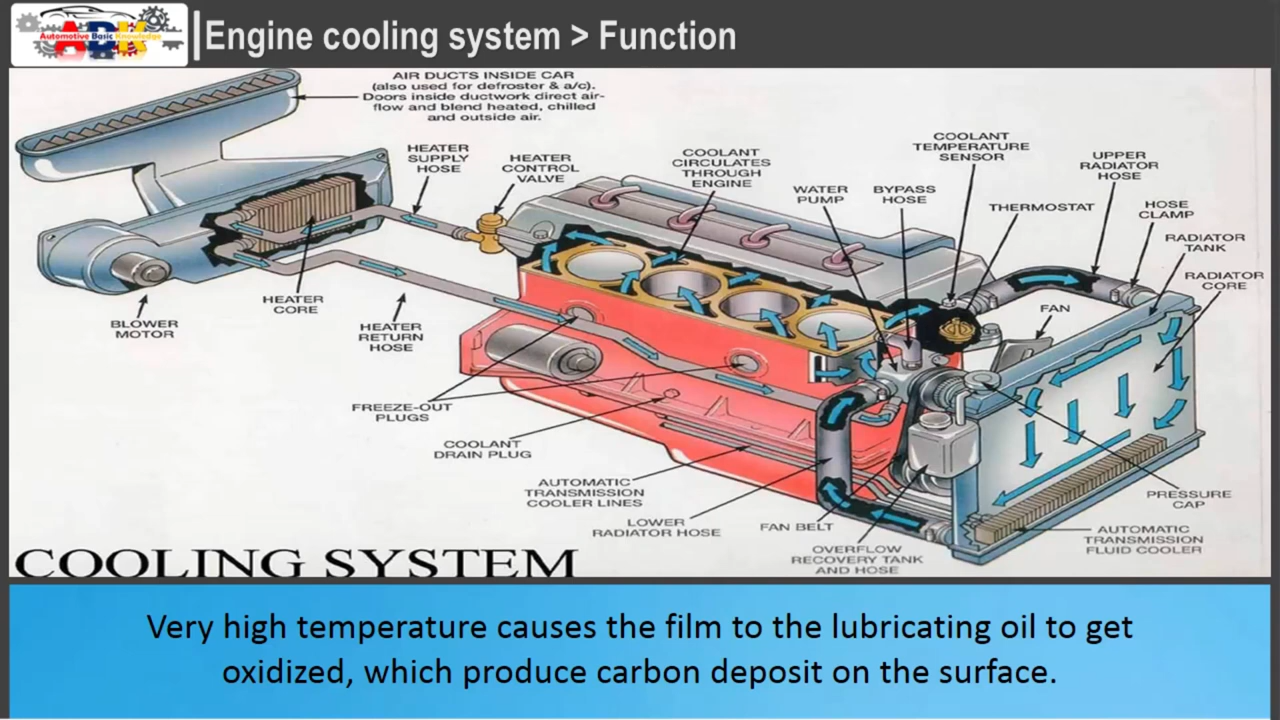 Automotive Basic Knowledge
ABK
Engine cooling system > Function
AIR DUCTS INSIDE CAR
(also used for defroster & a/c).
Doors inside ductwork direct air-
flow and blend heated, chilled
and outside air.
HEATER
SUPPLY
HOSE
HEATER
CONTROL
VALVE
COOLANT
CIRCULATES
THROUGH
ENGINE
WATER
PUMP
BYPASS
HOSE
COOLANT
TEMPERATURE
SENSOR
THERMOSTAT
UPPER
RADIATOR
HOSE
HOSE
CLAMP
RADIATOR
TANK
RADIATOR
CORE
FAN
BLOWER
MOTOR
HEATER
CORE
HEATER
RETURN
HOSE
FREEZE-OUT
PLUGS
COOLANT
DRAIN PLUG
AUTOMATIC
TRANSMISSION
COOLER LINES
LOWER
RADIATOR HOSE
FAN BELT
OVERFLOW
RECOVERY TANK
AND HOSE
PRESSURE
CAP
AUTOMATIC
TRANSMISSION
FLUID COOLER
COOLING SYSTEM
Very high temperature causes the film to the lubricating oil to get
oxidized, which produce carbon deposit on the surface.